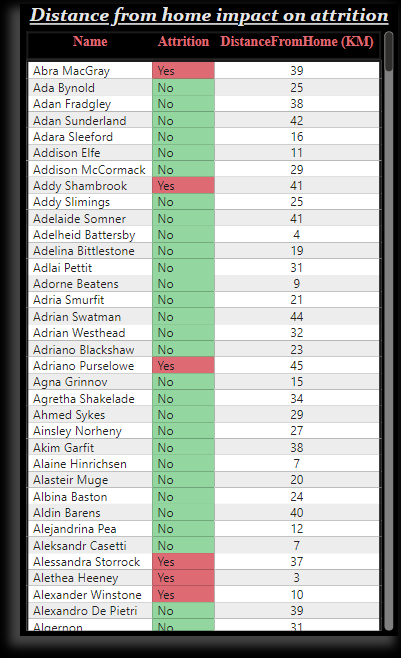 Distance from home impact on attrition
Name Attrition DistanceFromHome (KM)
Abra MacGray Yes 39
Ada Bynold No 25
Adan Fradgley No 38
Adan Sunderland No 42
Adara Sleeford No 16
Addison Elfe No 11
Addison McCormack No 29
Addy Shambrook Yes 41
Addy Slimings No 25
Adelaide Somner No 41
Adelheid Battersby No 4
Adelina Bittlestone No 19
Adlai Pettit No 31
Adorne Beatens No 9
Adria Smurfit No 21
Adrian Swatman No 44
Adrian Westhead No 32
Adriano Blackshaw No 23
Adriano Purselowe Yes 45
Agna Grinnov No 15
Agretha Shakelade No 34
Ahmed Sykes No 29
Ainsley Norheny No 27
Akim Garfit No 38
Alaine Hinrichsen No 7
Alasteir Muge No 20
Albina Baston No 24
Aldin Barens No 40
Alejandrina Pea No 12
Aleksandr Casetti No 7
Alessandra Storrock Yes 37
Alethea Heeney Yes 3
Alexander Winstone Yes 10
Alexandro De Pietri No 39
Algernon No 31